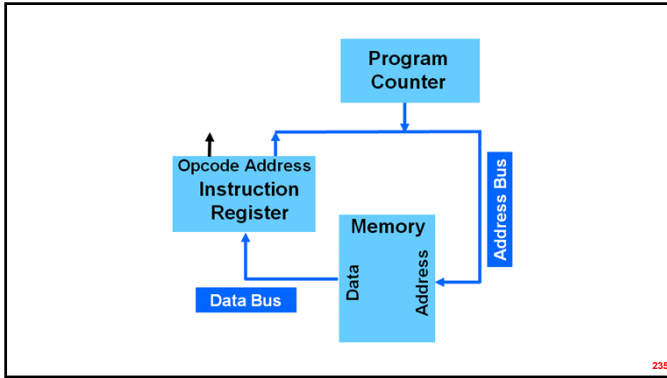 Program
Counter
Opcode Address
Instruction
Register
Address Bus
Memory
Data
Address
Data Bus
235